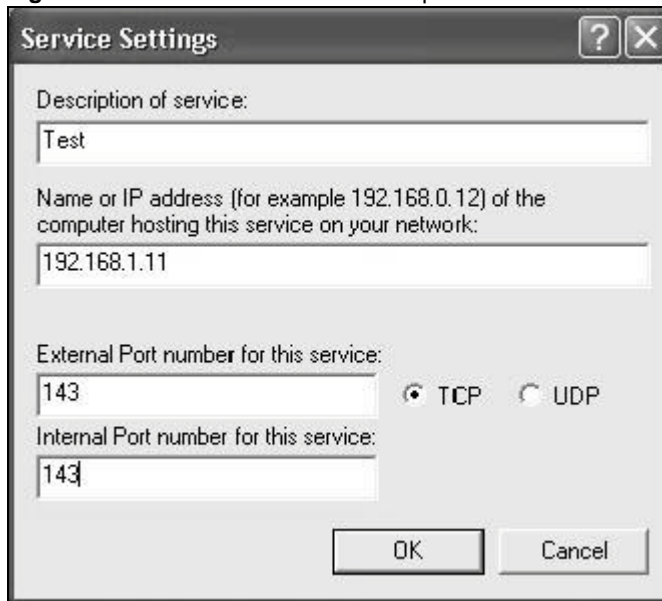 Service Settings
Description of service:
Test
Name or IP address (for example 192.168.0.12) of the
computer hosting this service on your network:
192.168.1.11
External Port number for this service:
143
TCP
UDP
Internal Port number for this service:
143
OK
Cancel